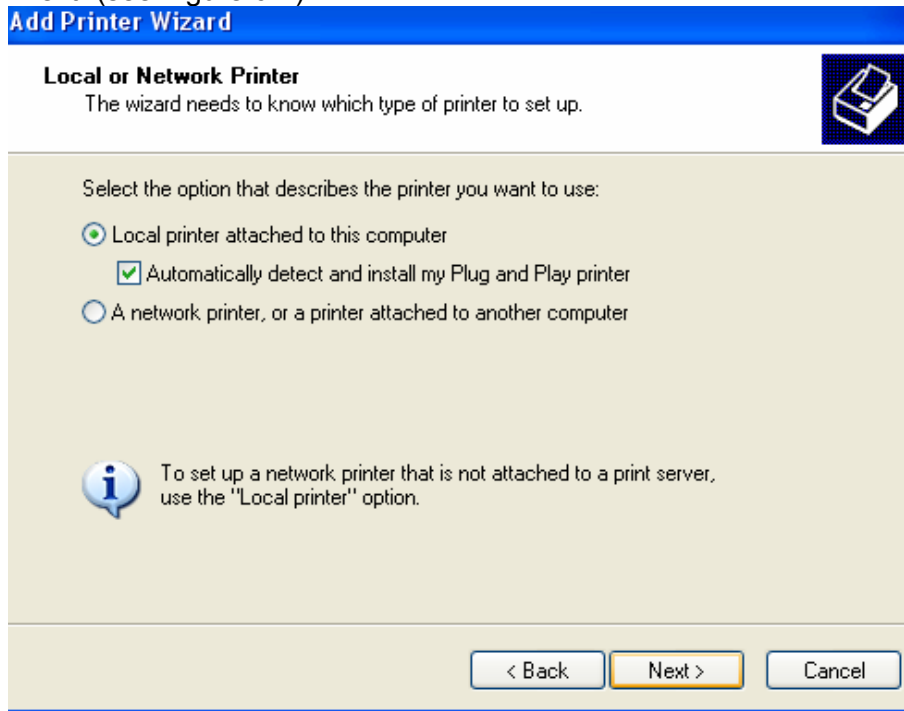 Add Printer Wizard
Local or Network Printer
The wizard needs to know which type of printer to set up.
Select the option that describes the printer you want to use:
Local printer attached to this computer
Automatically detect and install my Plug and Play printer
A network printer, or a printer attached to another computer
To set up a network printer that is not attached to a print server,
use the "Local printer" option.
< Back Next > Cancel